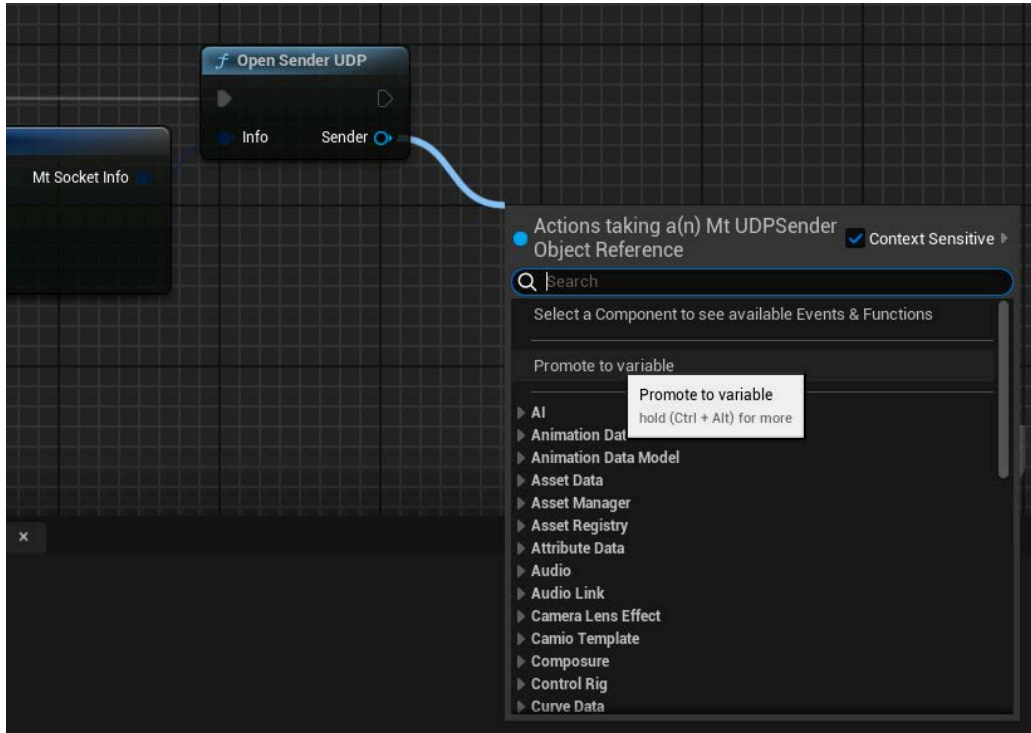 Open Sender UDP
Info
Sender
Mt Socket Info
Actions taking a(n) Mt UDPSender
Object Reference
Context Sensitive
Search
Select a Component to see available Events & Functions
Promote to variable
Promote to variable
hold (Ctrl + Alt) for more
AI
Animation Dat
Animation Data Model
Asset Data
Asset Manager
Asset Registry
Attribute Data
Audio
Audio Link
Camera Lens Effect
Camio Template
Composure
Control Rig
Curve Data